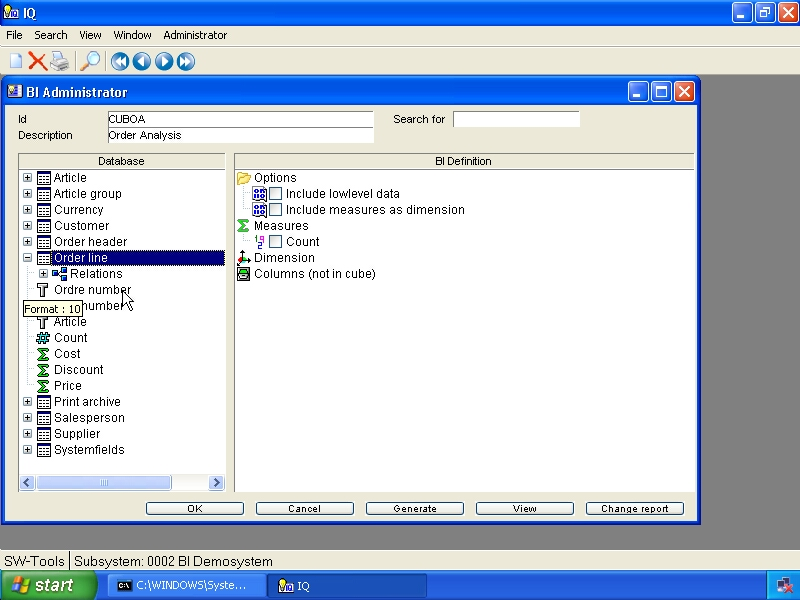 IQ
File Search View Window Administrator
BI Administrator
Id CUBOA Search for
Description Order Analysis
Database BI Definition
Article Options
Article group Include lowlevel data
Currency Include measures as dimension
Customer Measures
Order header Count
Order line Dimension
Relations Columns (not in cube)
Ordre number
number
Format : 10
Article
Count
Cost
Discount
Price
Print archive
Salesperson
Supplier
Systemfields
OK Cancel Generate View Change report
SW-Tools Subsystem: 0002 BI Demosystem
start C:\WINDOWS\Syste... IQ